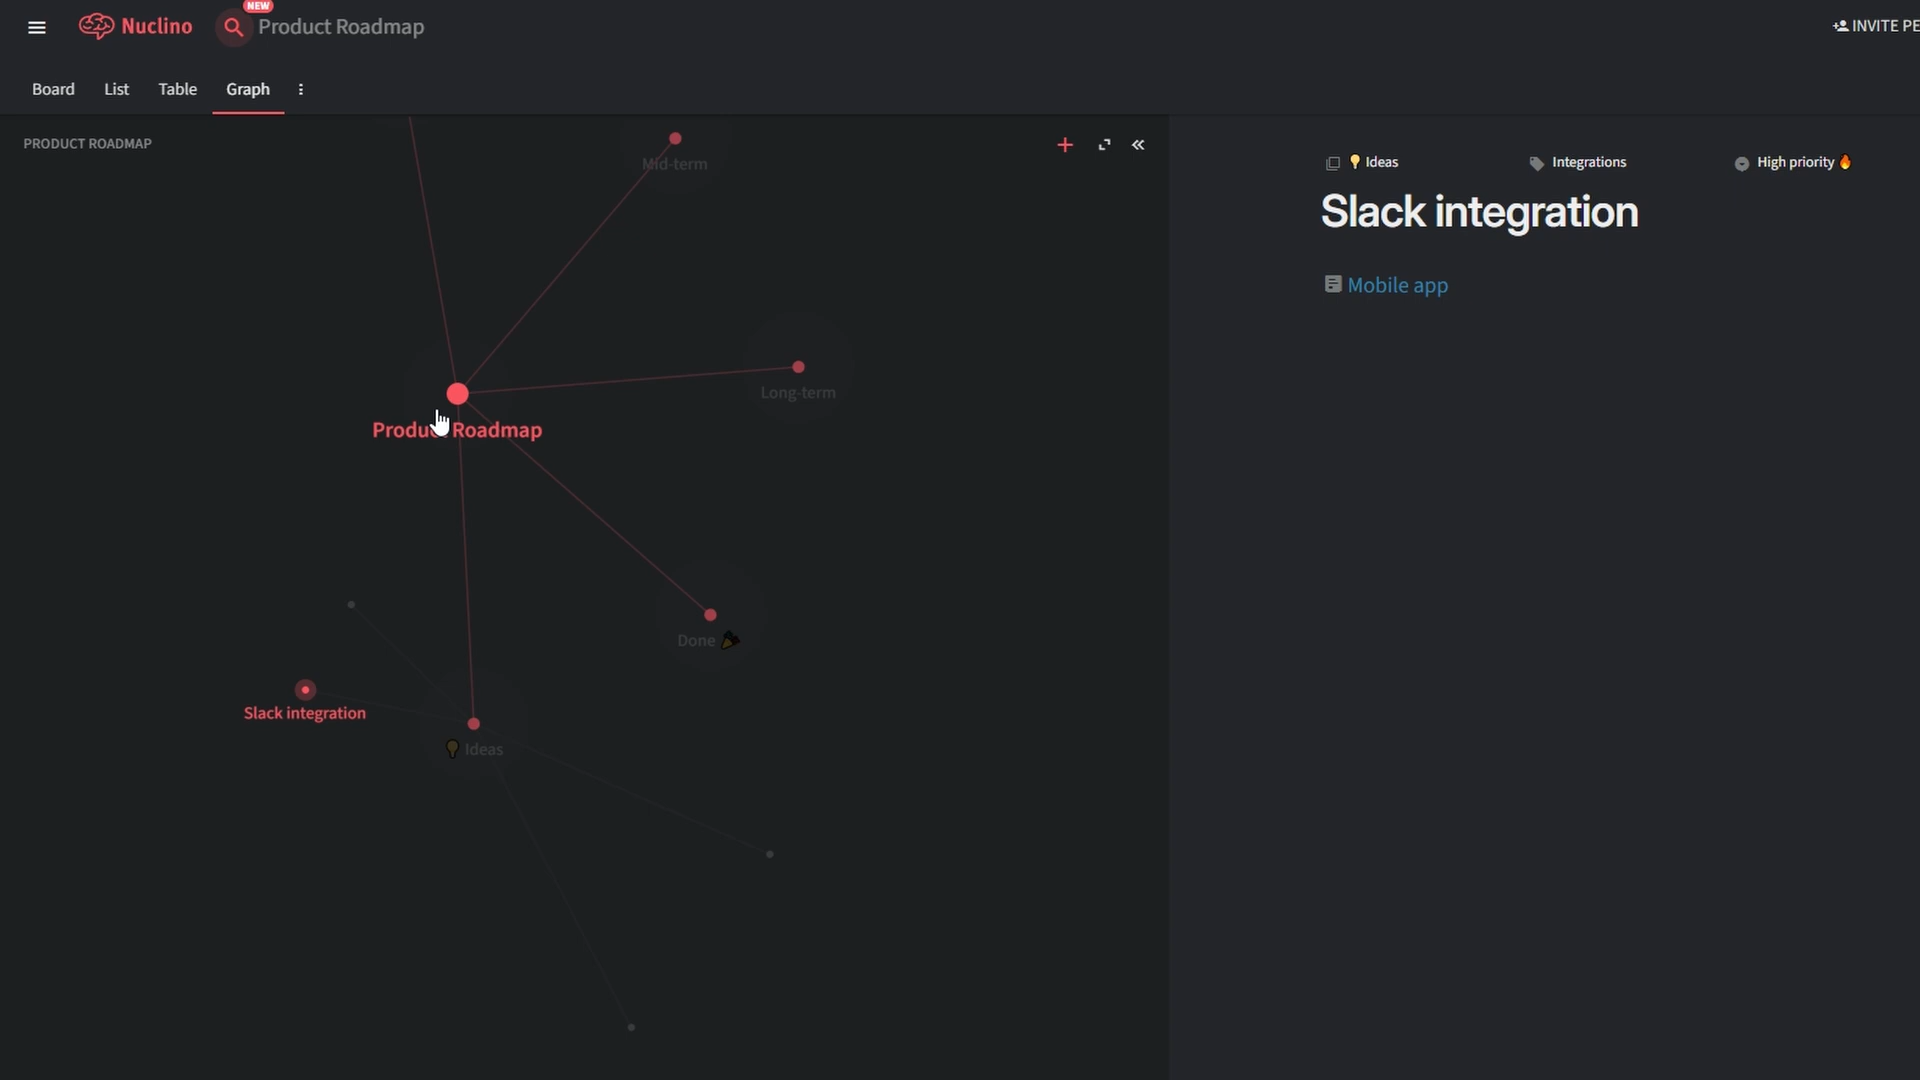 NEW
Nuclino
Product Roadmap
INVITE PE
Board
List
Table
Graph
PRODUCT ROADMAP
Mid-term
💡 Ideas
Integrations
High priority 🔥
Slack integration
Mobile app
Long-term
Product Roadmap
Done 🎉
Slack integration
💡 Ideas